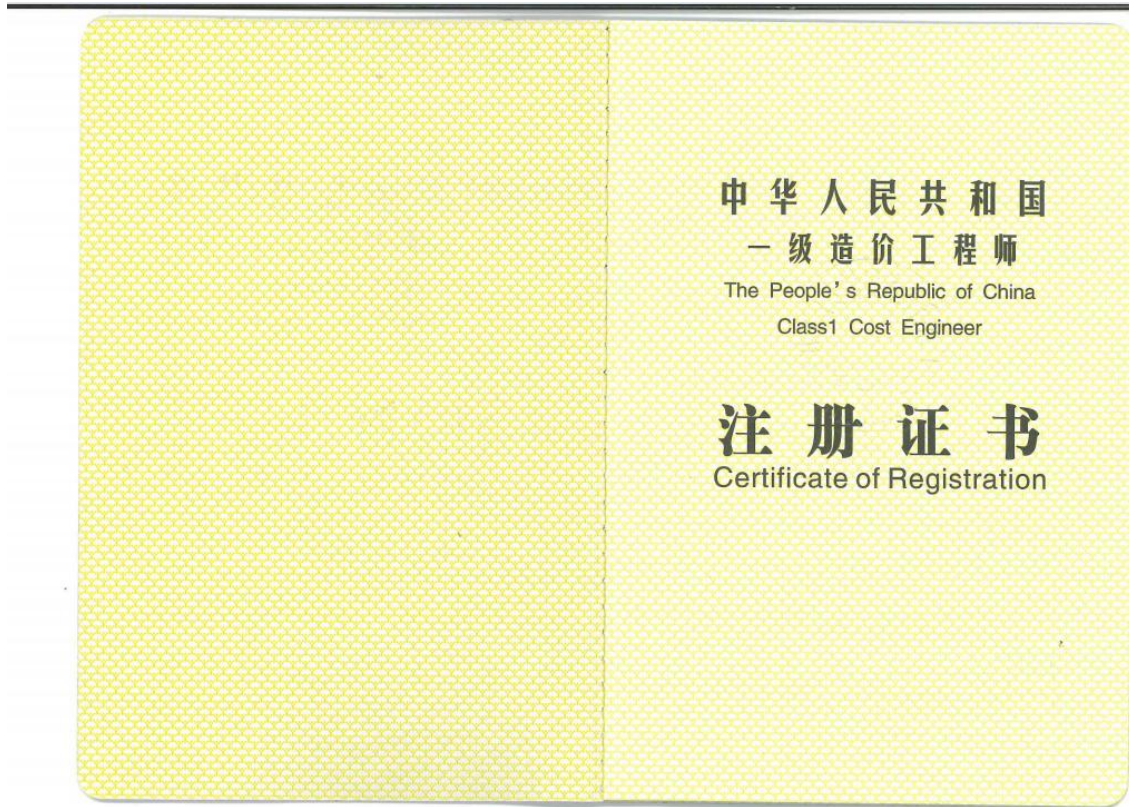 中华人民共和国
一级造价工程师
The People's Republic of China
Class1 Cost Engineer
注册证书
Certificate of Registration